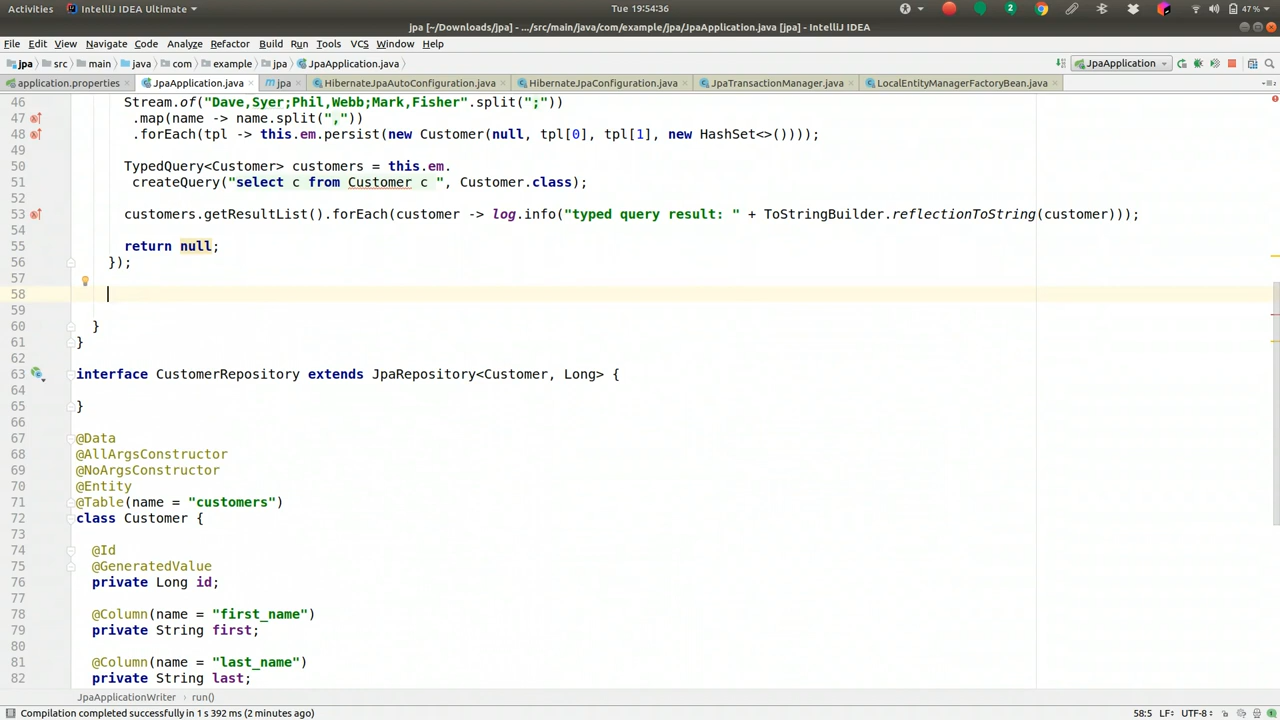 Activities IntelliJ IDEA Ultimate Tue 19:54:36 2 47 %
jpa [~/Downloads/jpa] - .../src/main/java/com/example/jpa/JpaApplication.java [jpa] - IntelliJ IDEA
File Edit View Navigate Code Analyze Refactor Build Run Tools VCS Window Help
jpa src main java com example jpa JpaApplication.java JpaApplication
application.properties JpaApplication.java jpa HibernateJpaAutoConfiguration.java HibernateJpaConfiguration.java JpaTransactionManager.java LocalEntityManagerFactoryBean.java
46 Stream.of("Dave,Syer;Phil,Webb;Mark,Fisher".split(";"))
47 .map(name -> name.split(","))
48 .forEach(tpl -> this.em.persist(new Customer(null, tpl[0], tpl[1], new HashSet<>())));
49
50 TypedQuery<Customer> customers = this.em.
51 createQuery("select c from Customer c ", Customer.class);
52
53 customers.getResultList().forEach(customer -> log.info("typed query result: " + ToStringBuilder.reflectionToString(customer)));
54
55 return null;
56 });
57
58
59
60 }
61 }
62
63 interface CustomerRepository extends JpaRepository<Customer, Long> {
64
65 }
66
67 @Data
68 @AllArgsConstructor
69 @NoArgsConstructor
70 @Entity
71 @Table(name = "customers")
72 class Customer {
73
74 @Id
75 @GeneratedValue
76 private Long id;
77
78 @Column(name = "first_name")
79 private String first;
80
81 @Column(name = "last_name")
82 private String last;
JpaApplicationWriter run()
Compilation completed successfully in 1 s 392 ms (2 minutes ago) 58:5 LF UTF-8